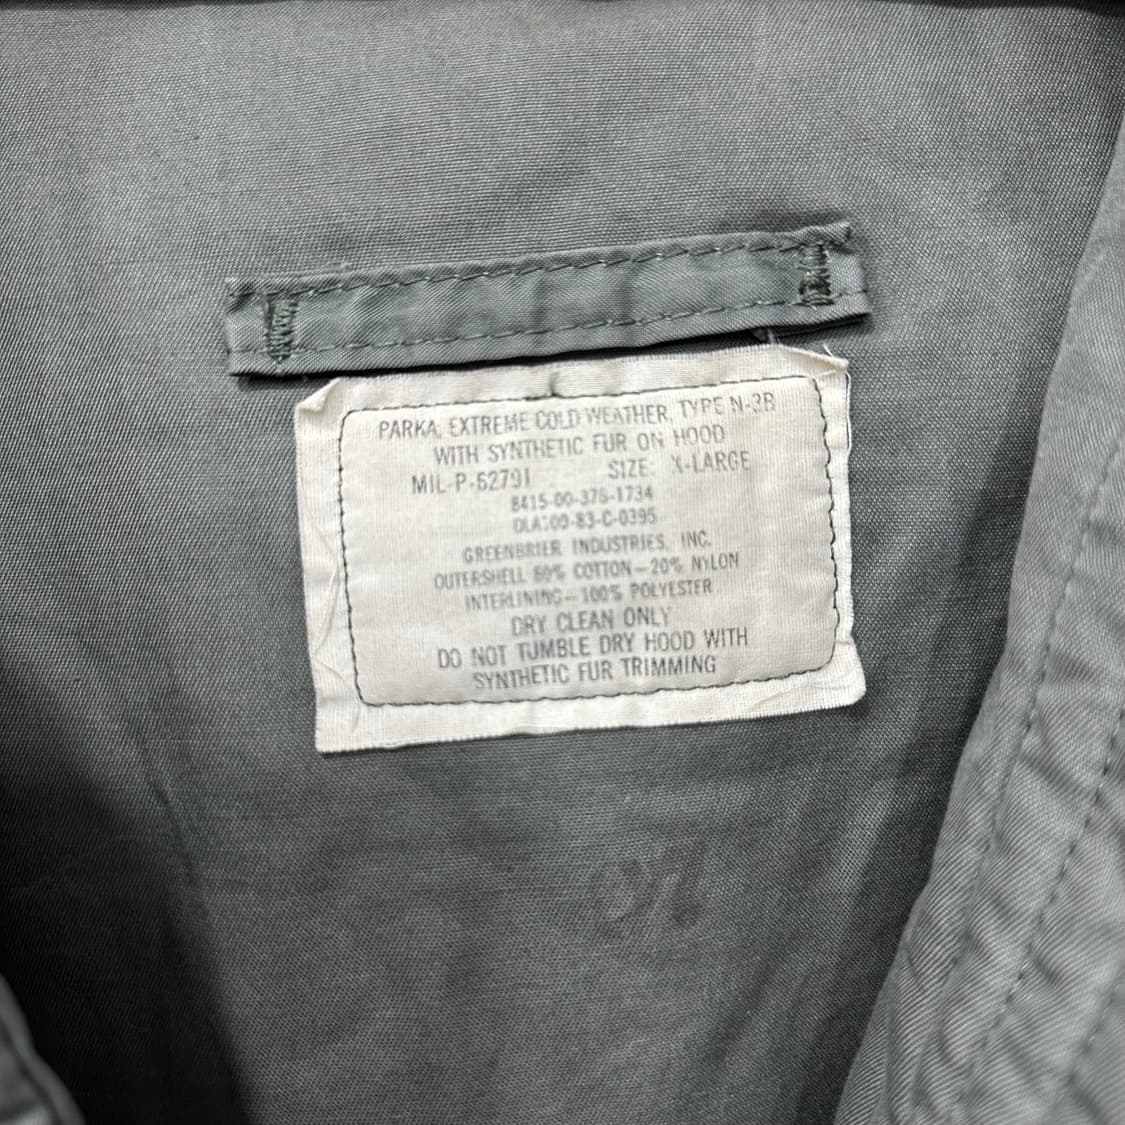 PARKA, EXTREME COLD WEATHER, TYPE N-3B
WITH SYNTHETIC FUR ON HOOD
MIL-P-6279I SIZE: X-LARGE
8415-00-376-1734
DLA100-83-C-0395
GREENBRIER INDUSTRIES, INC.
OUTERSHELL 80% COTTON-20% NYLON
INTERLINING-100% POLYESTER
DRY CLEAN ONLY
DO NOT TUMBLE DRY HOOD WITH
SYNTHETIC FUR TRIMMING